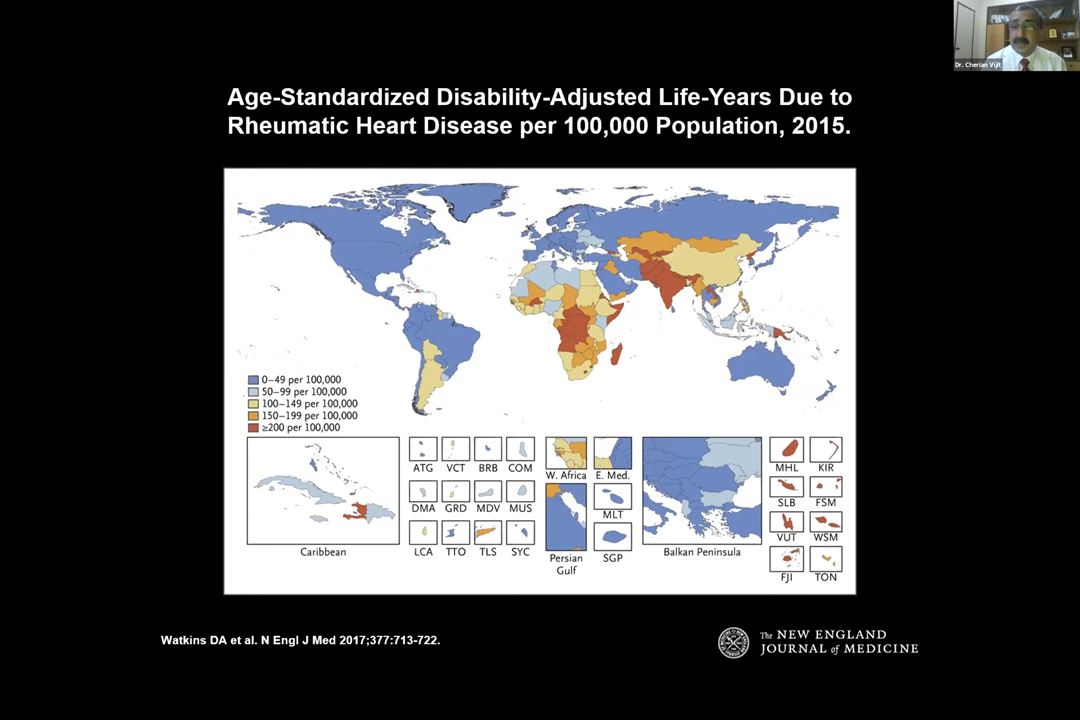 Dr. Cherian Vijit
Age-Standardized Disability-Adjusted Life-Years Due to
Rheumatic Heart Disease per 100,000 Population, 2015.
0–49 per 100,000
50–99 per 100,000
100–149 per 100,000
150–199 per 100,000
≥200 per 100,000
Caribbean
ATG VCT BRB COM
DMA GRD MDV MUS
LCA TTO TLS SYC
W. Africa E. Med.
MLT
Persian
Gulf
SGP
Balkan Peninsula
MHL KIR
SLB FSM
VUT WSM
FJI TON
Watkins DA et al. N Engl J Med 2017;377:713-722.
The NEW ENGLAND
JOURNAL of MEDICINE